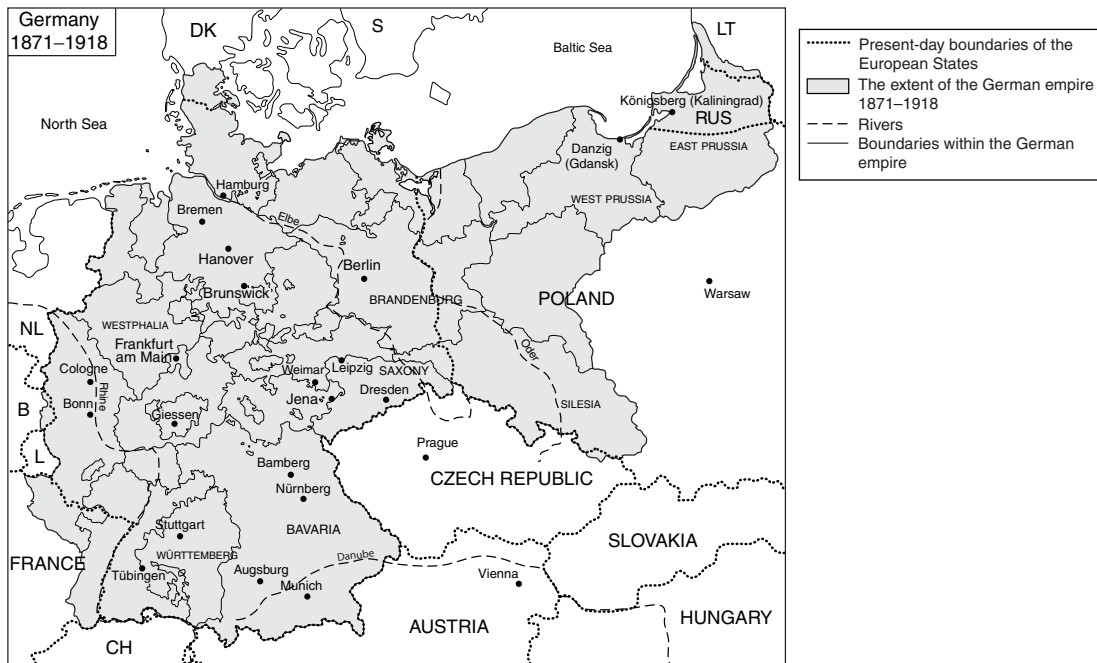 Germany
1871–1918
DK
S
LT
Baltic Sea
North Sea
Königsberg (Kaliningrad)
RUS
Danzig
(Gdansk)
EAST PRUSSIA
WEST PRUSSIA
Hamburg
Bremen
Elbe
Hanover
Berlin
Brunswick
BRANDENBURG
POLAND
Warsaw
NL
WESTPHALIA
Frankfurt
am Main
Cologne
Rhine
Weimar
Leipzig
SAXONY
Oder
B
Bonn
Giessen
Jena
Dresden
SILESIA
L
Prague
Bamberg
CZECH REPUBLIC
Nürnberg
Stuttgart
BAVARIA
SLOVAKIA
FRANCE
WÜRTTEMBERG
Danube
Tübingen
Augsburg
Munich
Vienna
CH
AUSTRIA
HUNGARY
Present-day boundaries of the
European States
The extent of the German empire
1871–1918
Rivers
Boundaries within the German
empire